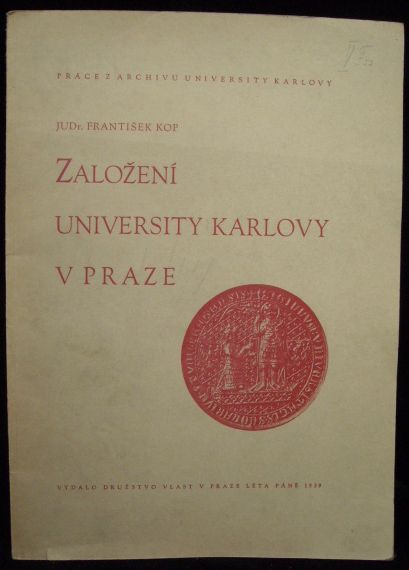 PRÁCE Z ARCHIVU UNIVERSITY KARLOVY
JUDr. FRANTIŠEK KOP
ZALOŽENÍ
UNIVERSITY KARLOVY
V PRAZE
VYDALO DRUŽSTVO VLAST V PRAZE LÉTA PÁNĚ 1939